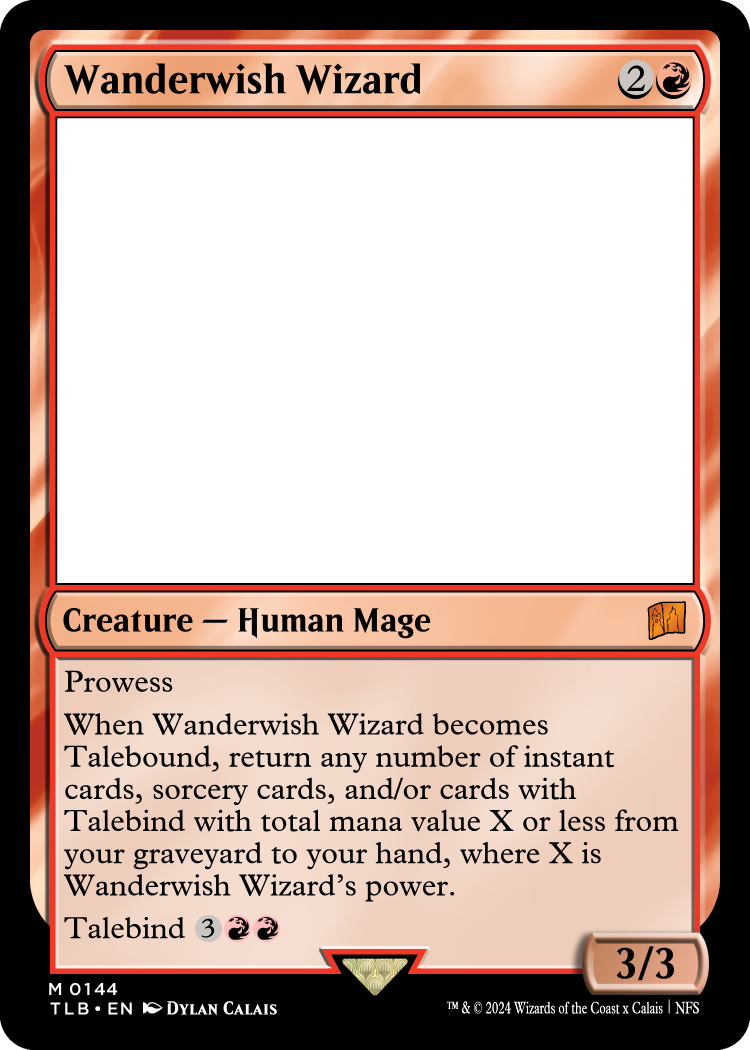 Wanderwish Wizard 2
Creature — Human Mage
Prowess
When Wanderwish Wizard becomes
Talebound, return any number of instant
cards, sorcery cards, and/or cards with
Talebind with total mana value X or less from
your graveyard to your hand, where X is
Wanderwish Wizard's power.
Talebind 3
3/3
M 0144
TLB • EN Dylan Calais
™ & © 2024 Wizards of the Coast x Calais | NFS